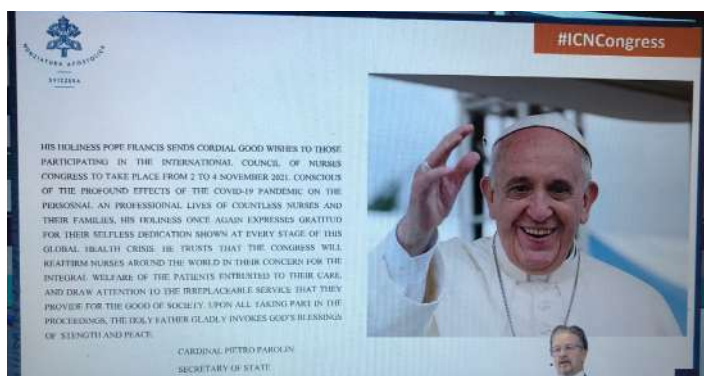 NUNZIATURA APOSTOLICA
SVIZZERA
#ICNCongress
HIS HOLINESS POPE FRANCIS SENDS CORDIAL GOOD WISHES TO THOSE
PARTICIPATING IN THE INTERNATIONAL COUNCIL OF NURSES
CONGRESS TO TAKE PLACE FROM 2 TO 4 NOVEMBER 2021. CONSCIOUS
OF THE PROFOUND EFFECTS OF THE COVID-19 PANDEMIC ON THE
PERSOSNAL AN PROFESSIONAL LIVES OF COUNTLESS NURSES AND
THEIR FAMILIES, HIS HOLINESS ONCE AGAIN EXPRESSES GRATITUD
FOR THEIR SELFLESS DEDICATION SHOWN AT EVERY STAGE OF THIS
GLOBAL HEALTH CRISIS. HE TRUSTS THAT THE CONGRESS WILL
REAFFIRM NURSES AROUND THE WORLD IN THEIR CONCERN FOR THE
INTEGRAL WELFARE OF THE PATIENTS ENTRUSTED TO THEIR CARE,
AND DRAW ATTENTION TO THE IRREPLACEABLE SERVICE THAT THEY
PROVIDE FOR THE GOOD OF SOCIETY. UPON ALL TAKING PART IN THE
PROCEEDINGS, THE HOLY FATHER GLADLY INVOKES GOD'S BLESSINGS
OF STENGTH AND PEACE.
CARDINAL PIETRO PAROLIN
SECRETARY OF STATE